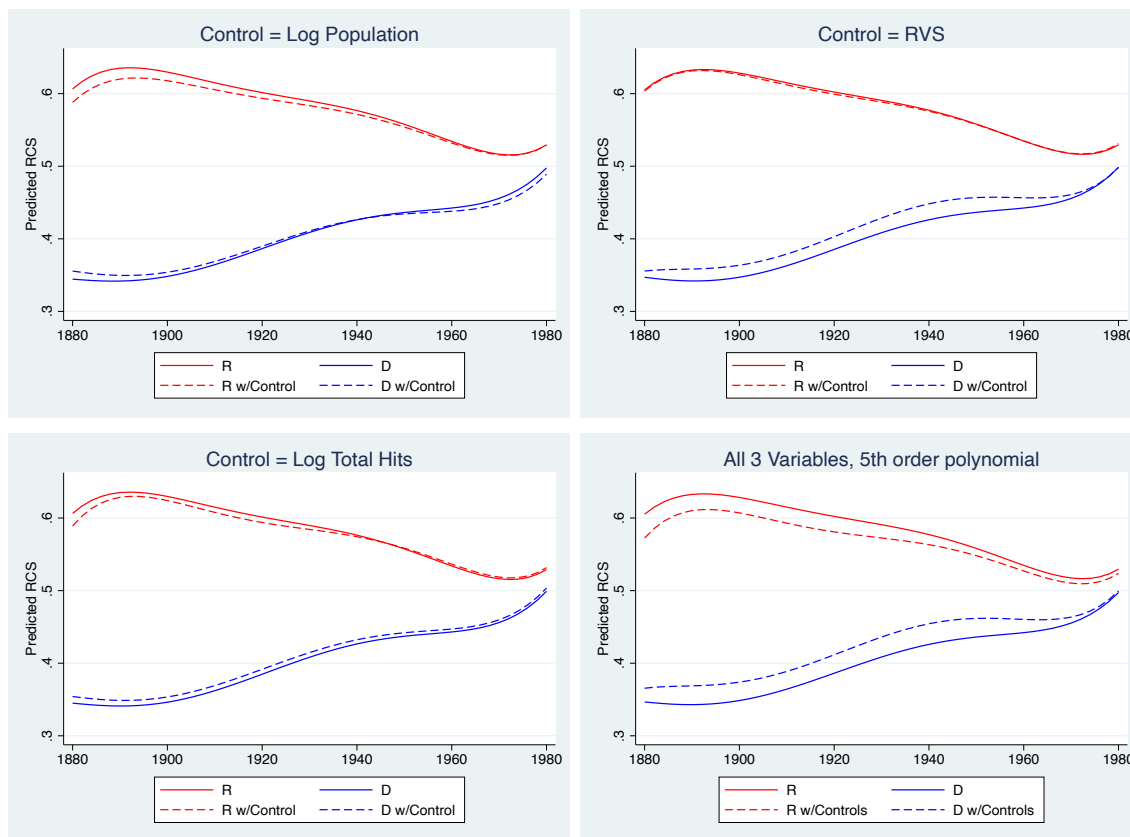 Control = Log Population
Predicted RCS
.6
.5
.4
.3
1880 1900 1920 1940 1960 1980
R D
R w/Control D w/Control
Control = RVS
Predicted RCS
.6
.5
.4
.3
1880 1900 1920 1940 1960 1980
R D
R w/Control D w/Control
Control = Log Total Hits
Predicted RCS
.6
.5
.4
.3
1880 1900 1920 1940 1960 1980
R D
R w/Control D w/Control
All 3 Variables, 5th order polynomial
Predicted RCS
.6
.5
.4
.3
1880 1900 1920 1940 1960 1980
R D
R w/Controls D w/Controls